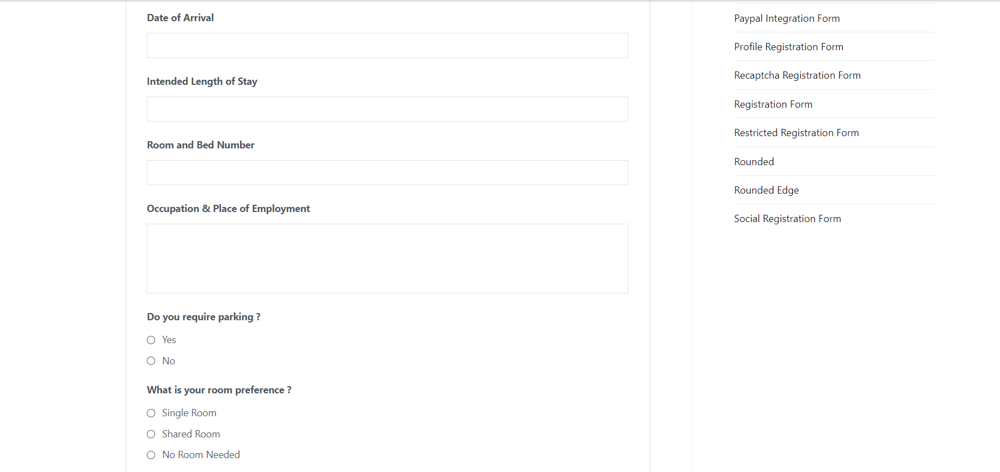 Date of Arrival
Intended Length of Stay
Room and Bed Number
Occupation & Place of Employment
Do you require parking ?
Yes
No
What is your room preference ?
Single Room
Shared Room
No Room Needed
Paypal Integration Form
Profile Registration Form
Recaptcha Registration Form
Registration Form
Restricted Registration Form
Rounded
Rounded Edge
Social Registration Form